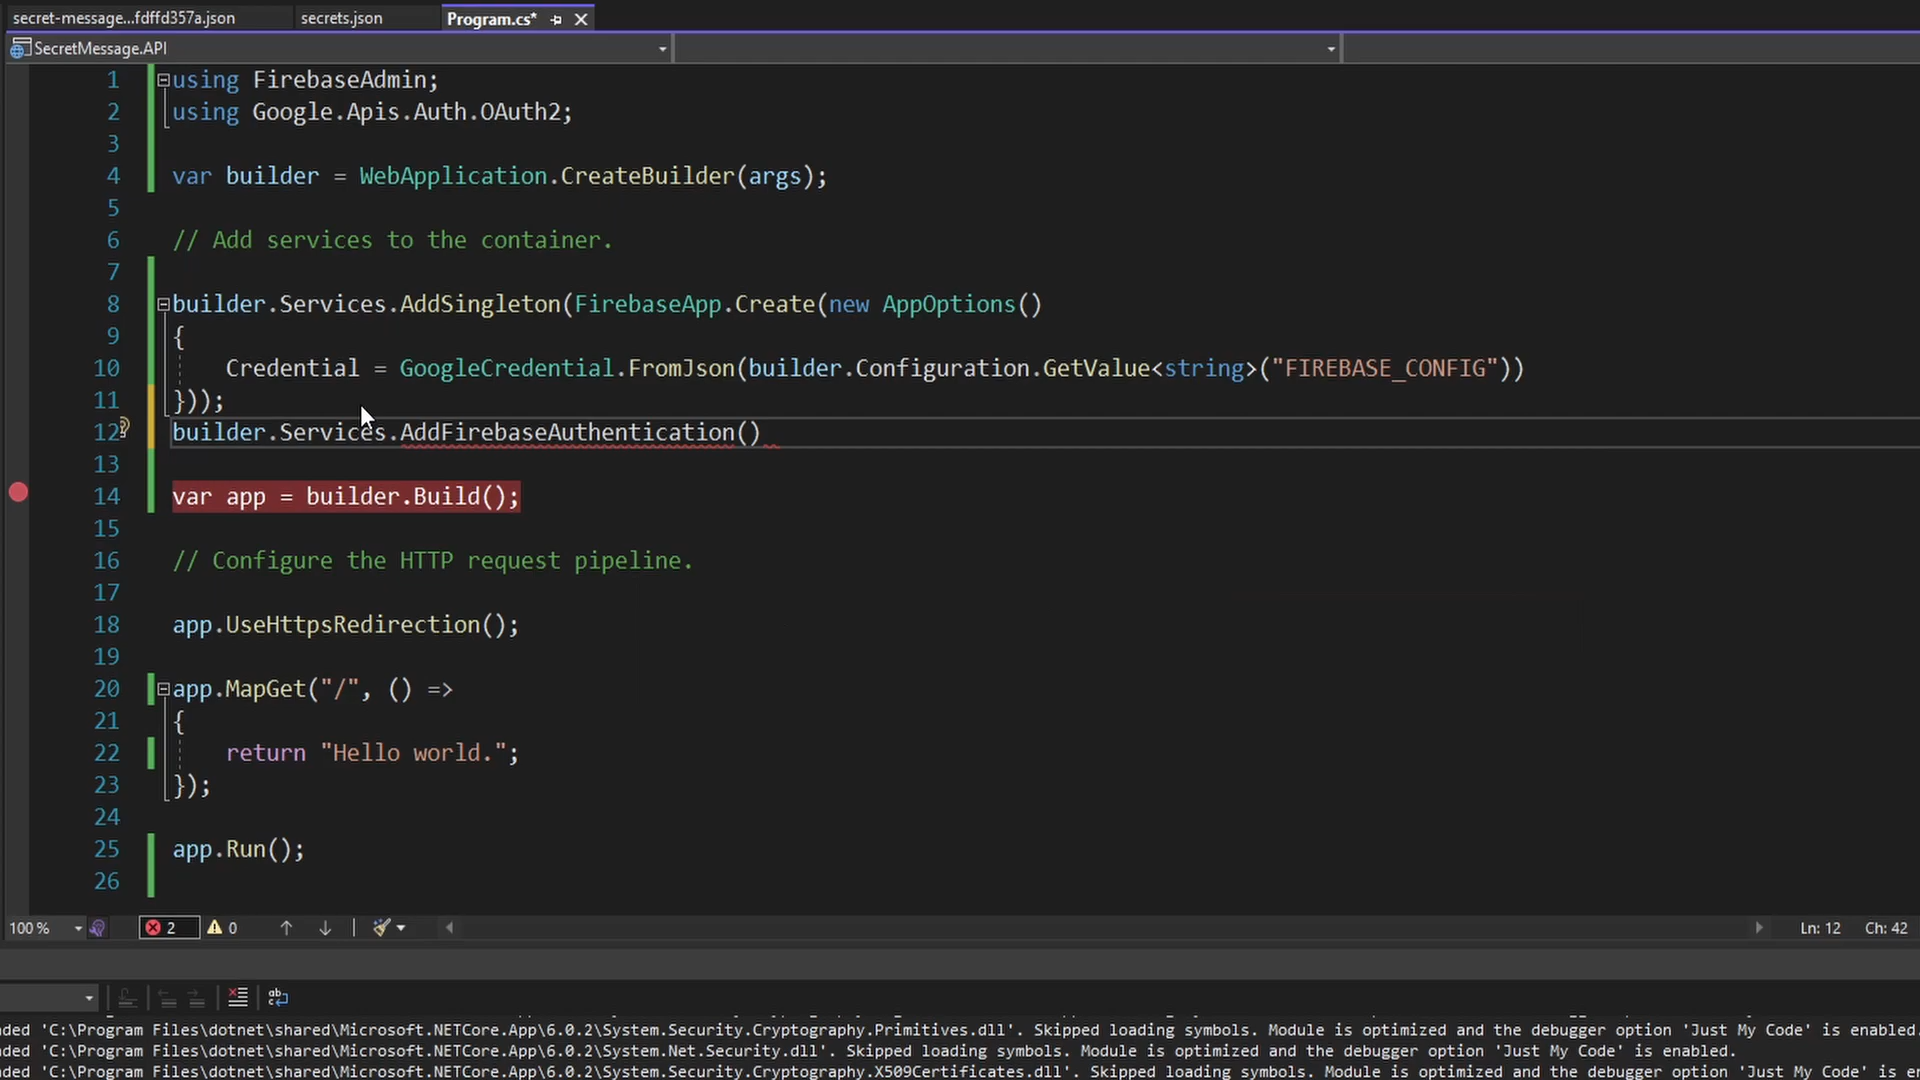 secret-message...fdffd357a.json secrets.json Program.cs*
SecretMessage.API
1 using FirebaseAdmin;
2 using Google.Apis.Auth.OAuth2;
3
4 var builder = WebApplication.CreateBuilder(args);
5
6 // Add services to the container.
7
8 builder.Services.AddSingleton(FirebaseApp.Create(new AppOptions()
9 {
10 Credential = GoogleCredential.FromJson(builder.Configuration.GetValue<string>("FIREBASE_CONFIG"))
11 }));
12 builder.Services.AddFirebaseAuthentication()
13
14 var app = builder.Build();
15
16 // Configure the HTTP request pipeline.
17
18 app.UseHttpsRedirection();
19
20 app.MapGet("/", () =>
21 {
22 return "Hello world.";
23 });
24
25 app.Run();
26
100 % 2 0 Ln: 12 Ch: 42
ded 'C:\Program Files\dotnet\shared\Microsoft.NETCore.App\6.0.2\System.Security.Cryptography.Primitives.dll'. Skipped loading symbols. Module is optimized and the debugger option 'Just My Code' is enabled.
ded 'C:\Program Files\dotnet\shared\Microsoft.NETCore.App\6.0.2\System.Net.Security.dll'. Skipped loading symbols. Module is optimized and the debugger option 'Just My Code' is enabled.
ded 'C:\Program Files\dotnet\shared\Microsoft.NETCore.App\6.0.2\System.Security.Cryptography.X509Certificates.dll'. Skipped loading symbols. Module is optimized and the debugger option 'Just My Code' is en